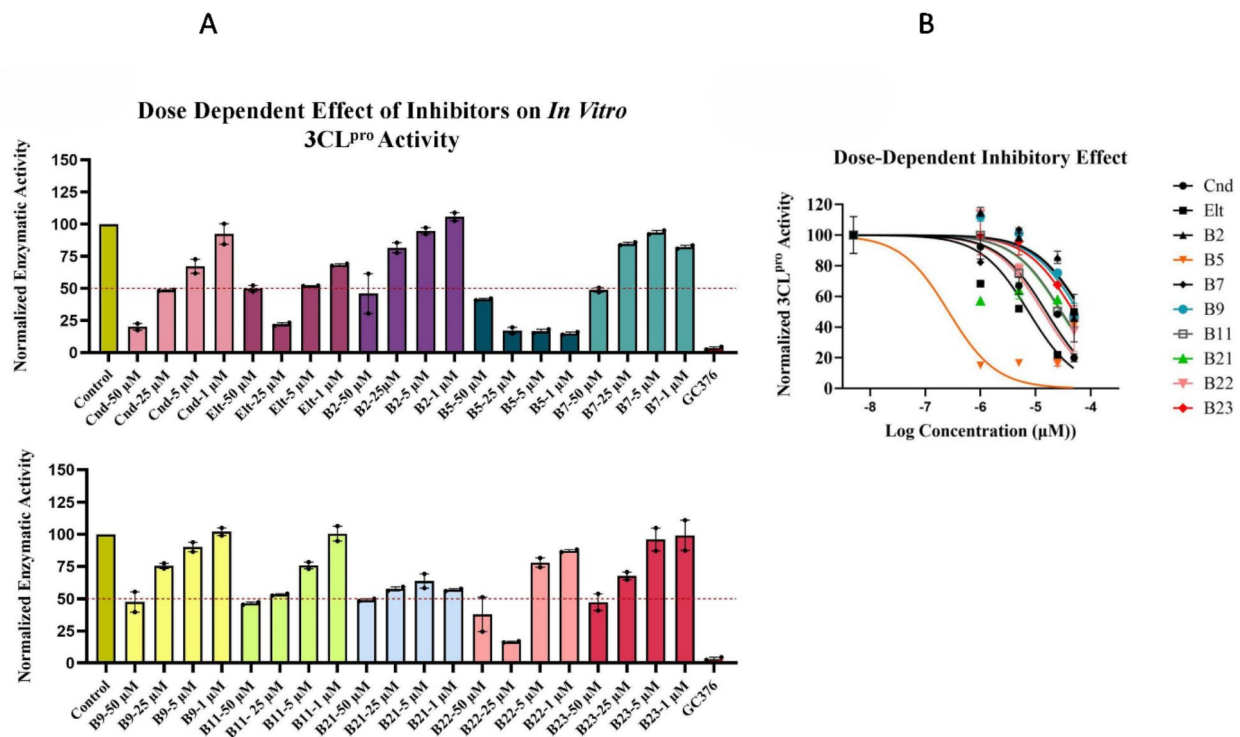 A
B
Dose Dependent Effect of Inhibitors on In Vitro
3CLpro Activity
Normalized Enzymatic Activity
150
125
100
75
50
25
0
Control
Cnd-50 µM
Cnd-25 µM
Cnd-5 µM
Cnd-1 µM
Elt-50 µM
Elt-25 µM
Elt-5 µM
Elt-1 µM
B2-50 µM
B2-25µM
B2-5 µM
B2-1 µM
B5-50 µM
B5-25 µM
B5-5 µM
B5-1 µM
B7-50 µM
B7-25 µM
B7-5 µM
B7-1 µM
GC376
Dose-Dependent Inhibitory Effect
Normalized 3CLpro Activity
120
100
80
60
40
20
0
-8
-7
-6
-5
-4
Log Concentration (µM))
Cnd
Elt
B2
B5
B7
B9
B11
B21
B22
B23
Normalized Enzymatic Activity
150
125
100
75
50
25
0
Control
B9-50 µM
B9-25 µM
B9-5 µM
B9-1 µM
B11-50 µM
B11- 25 µM
B11-5 µM
B11-1 µM
B21-50 µM
B21-25 µM
B21-5 µM
B21-1 µM
B22-50 µM
B22-25 µM
B22-5 µM
B22-1 µM
B23-50 µM
B23-25 µM
B23-5 µM
B23-1 µM
GC376